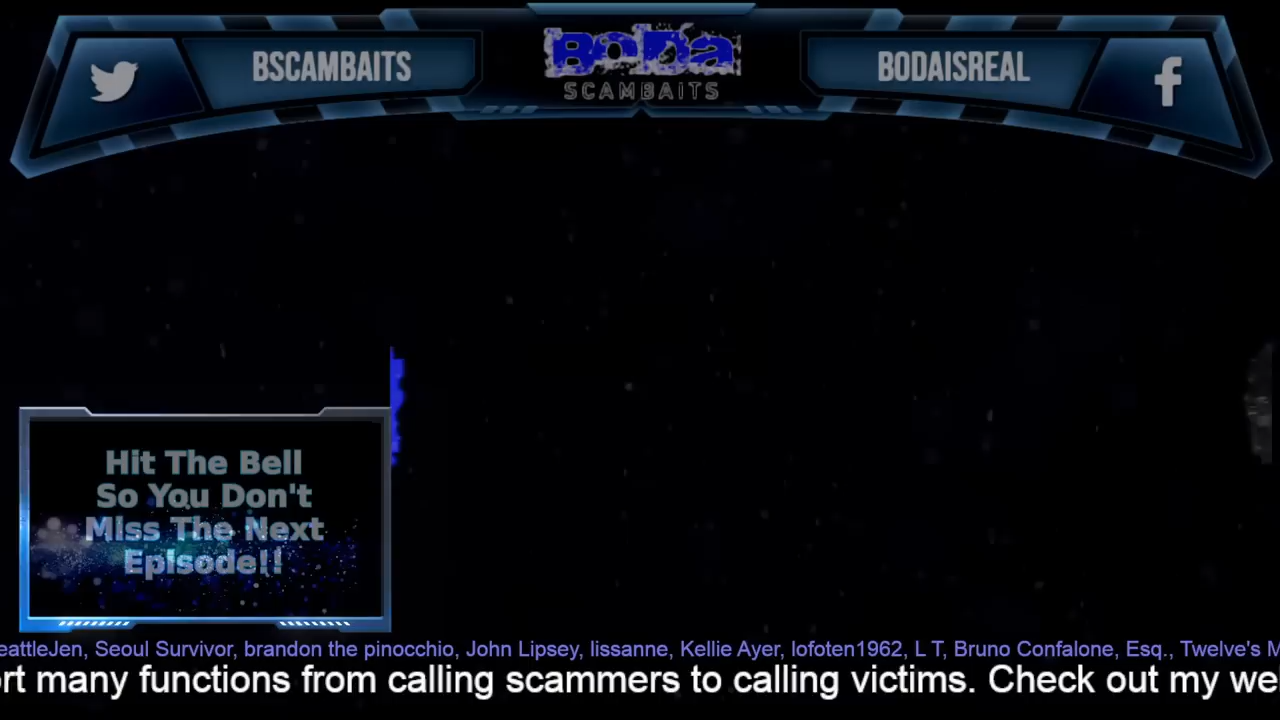 BSCAMBAITS
BoDa
SCAMBAITS
BODAISREAL
Hit The Bell
So You Don't
Miss The Next
Episode!!
eattleJen, Seoul Survivor, brandon the pinocchio, John Lipsey, lissanne, Kellie Ayer, lofoten1962, L T, Bruno Confalone, Esq., Twelve's M
rt many functions from calling scammers to calling victims. Check out my we